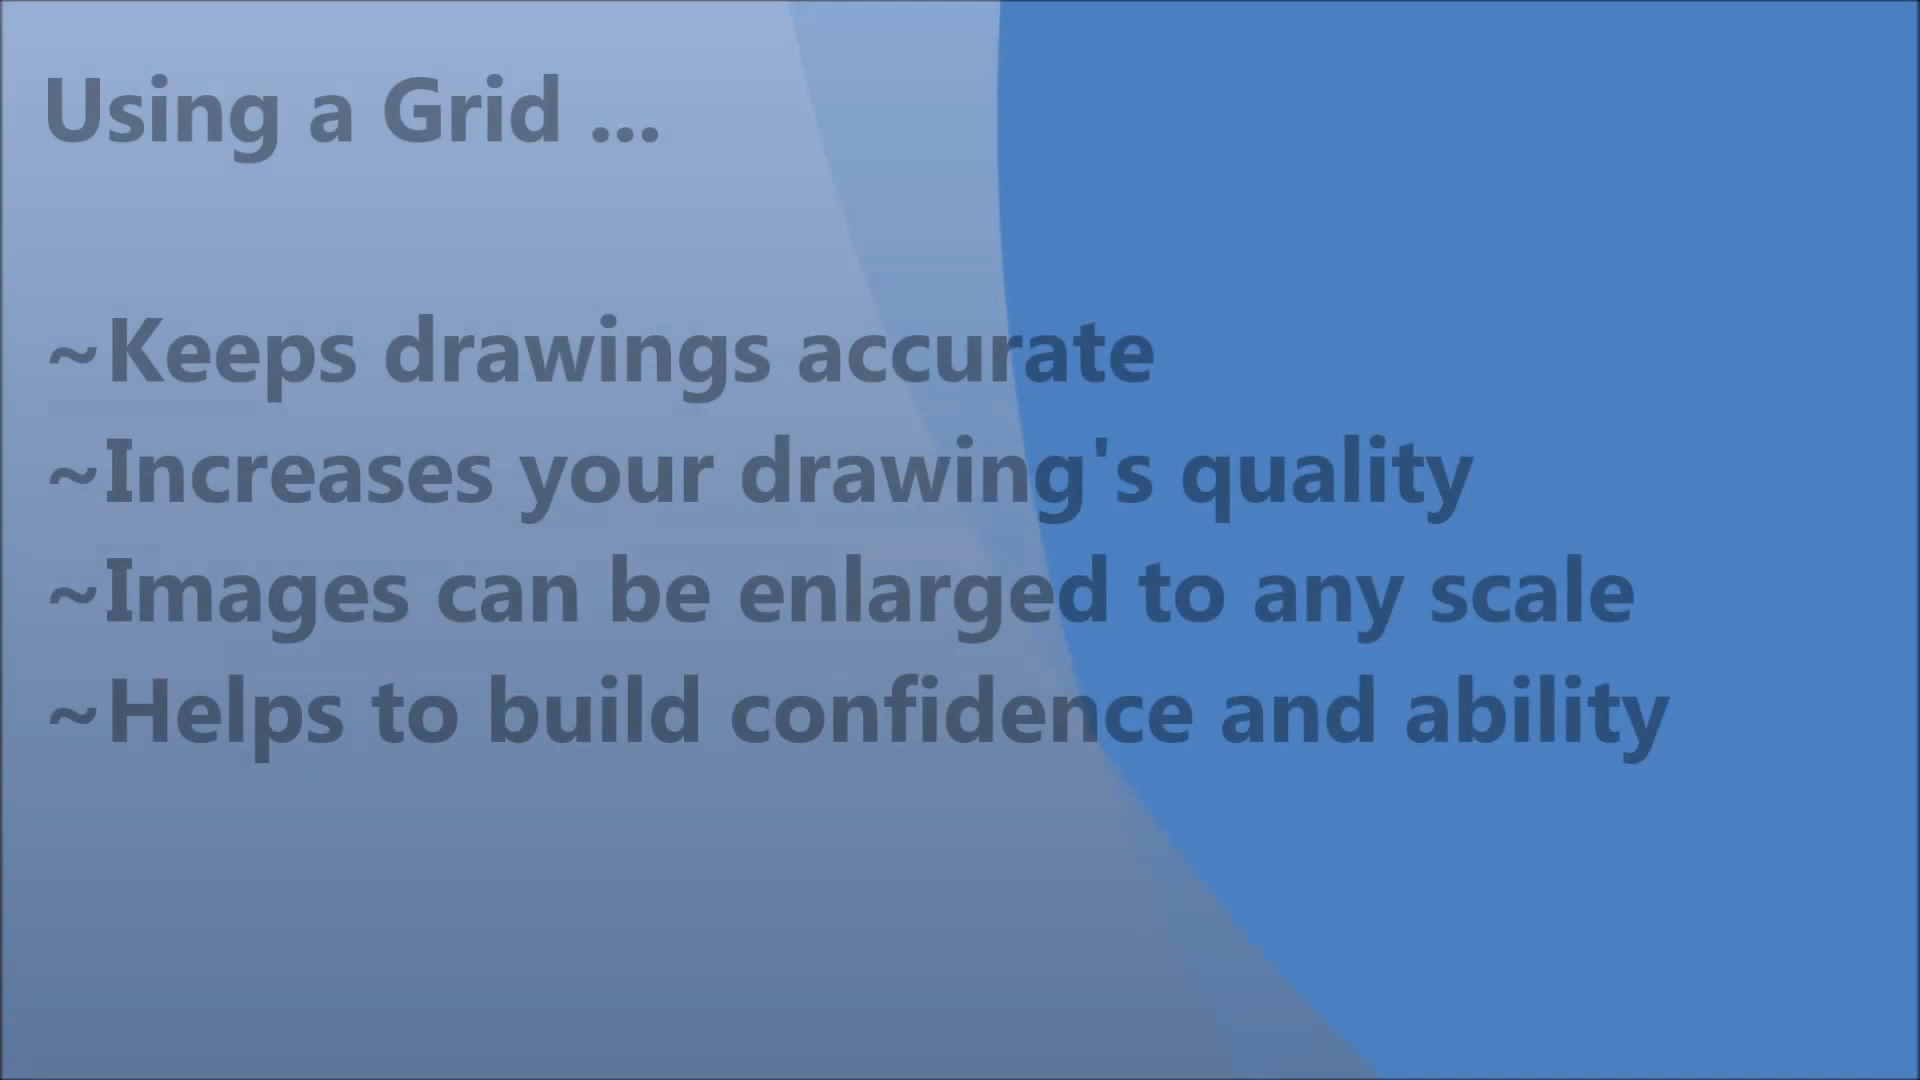 Using a Grid ...
~Keeps drawings accurate
~Increases your drawing's quality
~Images can be enlarged to any scale
~Helps to build confidence and ability